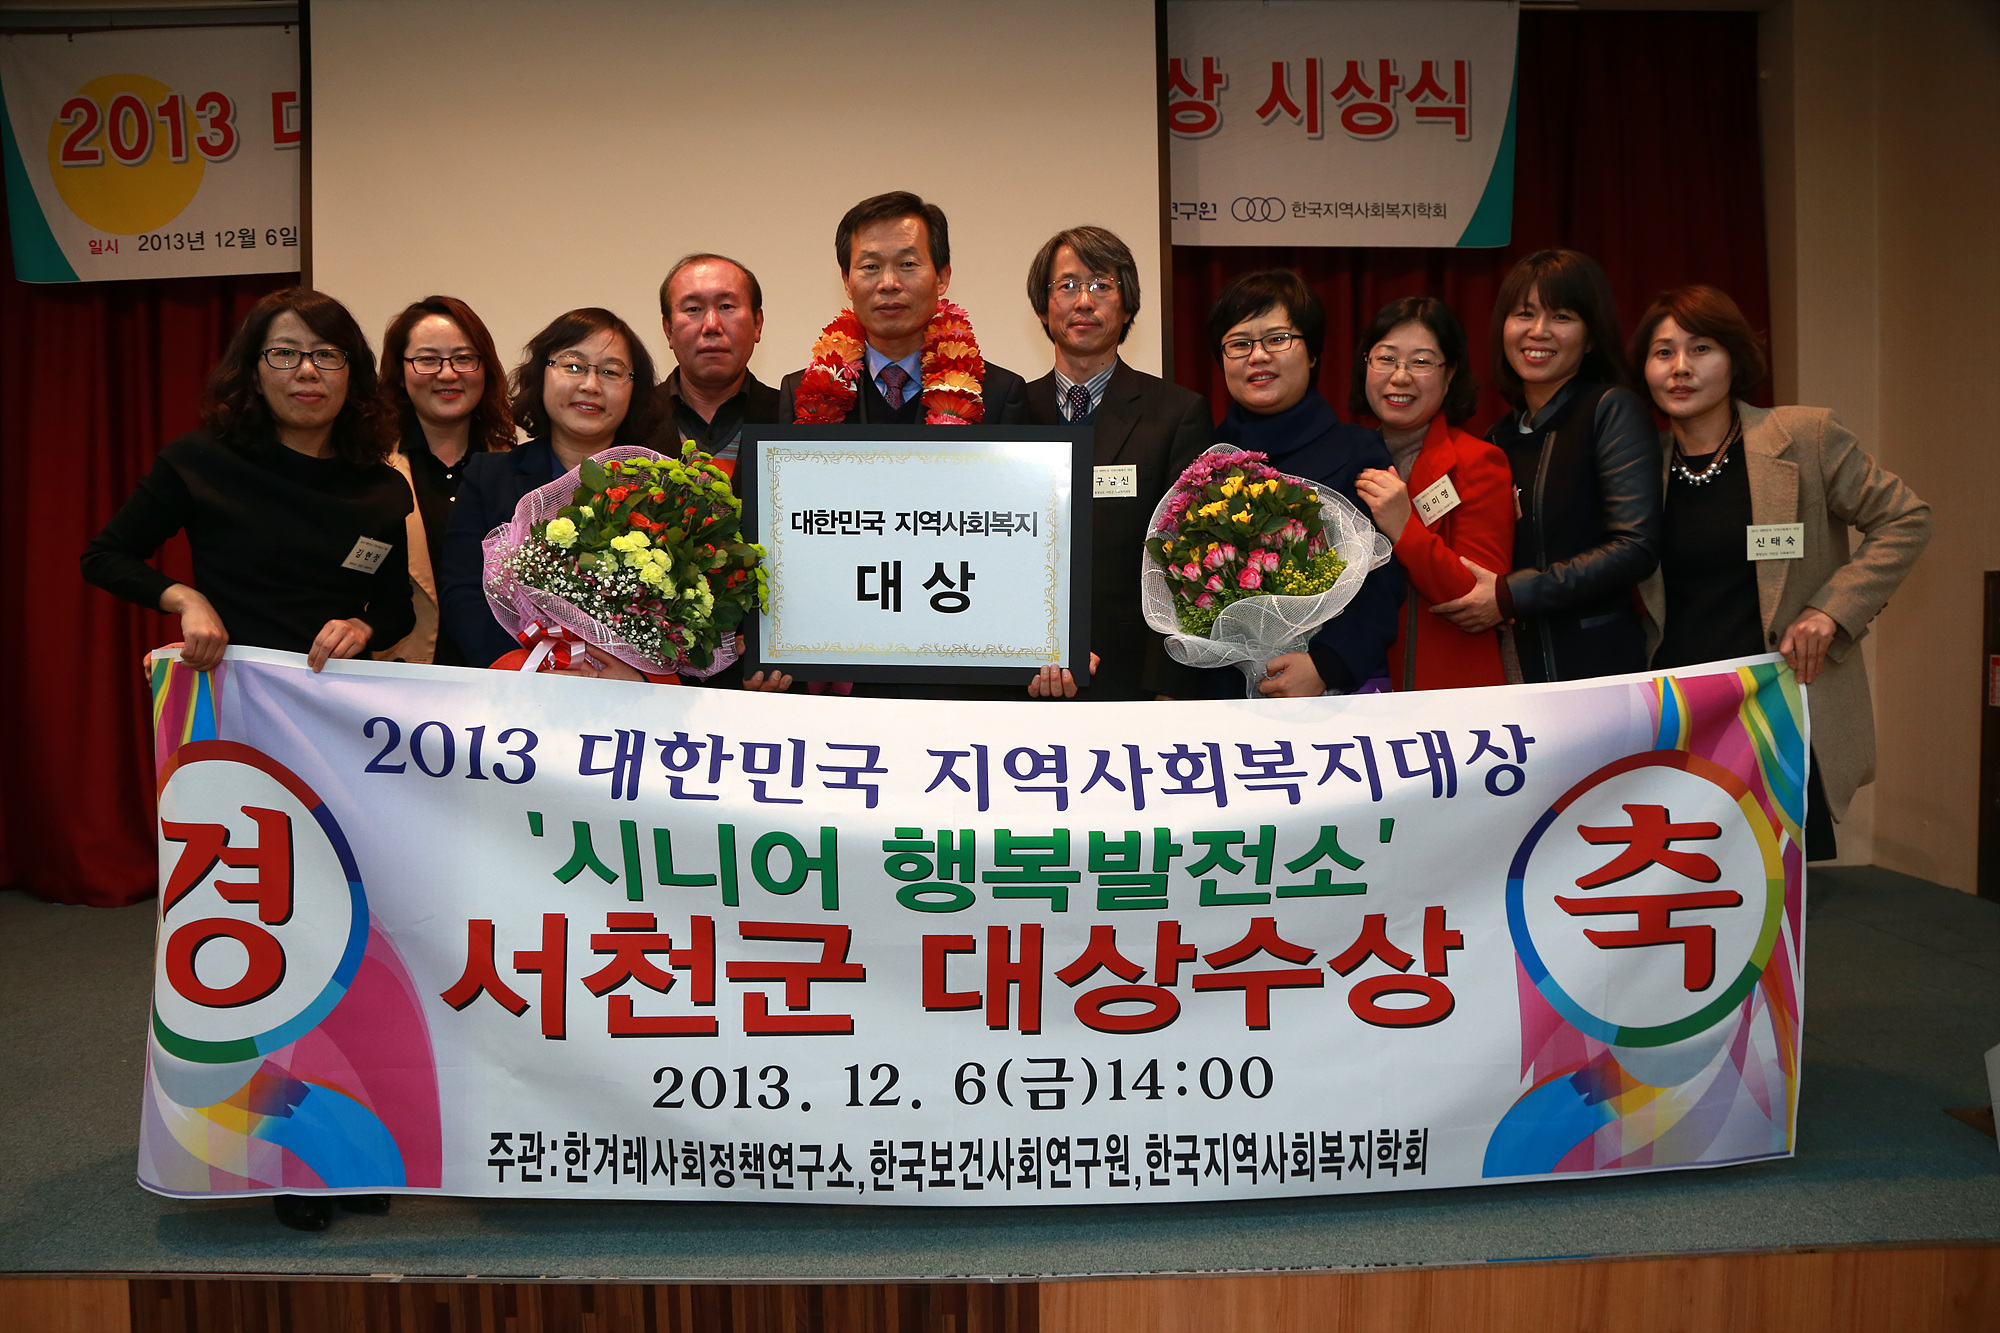 2013
상 시상식
일시 2013년 12월 6일
연구원 한국지역사회복지학회
대한민국 지역사회복지
대상
구남신
김현정
임미영
신태숙
2013 대한민국 지역사회복지대상
'시니어 행복발전소'
경
서천군 대상수상
축
2013. 12. 6(금)14:00
주관:한겨레사회정책연구소,한국보건사회연구원,한국지역사회복지학회